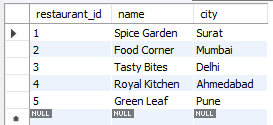 restaurant_id name city
1 Spice Garden Surat
2 Food Corner Mumbai
3 Tasty Bites Delhi
4 Royal Kitchen Ahmedabad
5 Green Leaf Pune
NULL NULL NULL